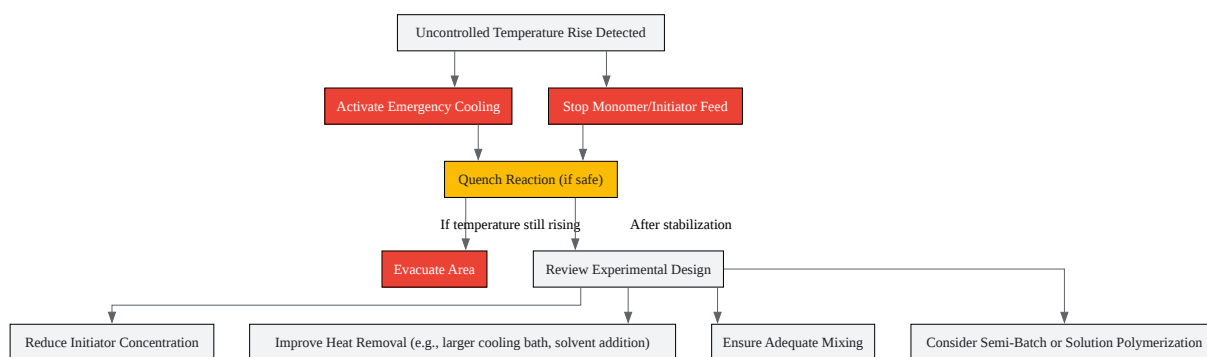 Uncontrolled Temperature Rise Detected
Activate Emergency Cooling
Stop Monomer/Initiator Feed
Quench Reaction (if safe)
If temperature still rising
After stabilization
Evacuate Area
Review Experimental Design
Reduce Initiator Concentration
Improve Heat Removal (e.g., larger cooling bath, solvent addition)
Ensure Adequate Mixing
Consider Semi-Batch or Solution Polymerization